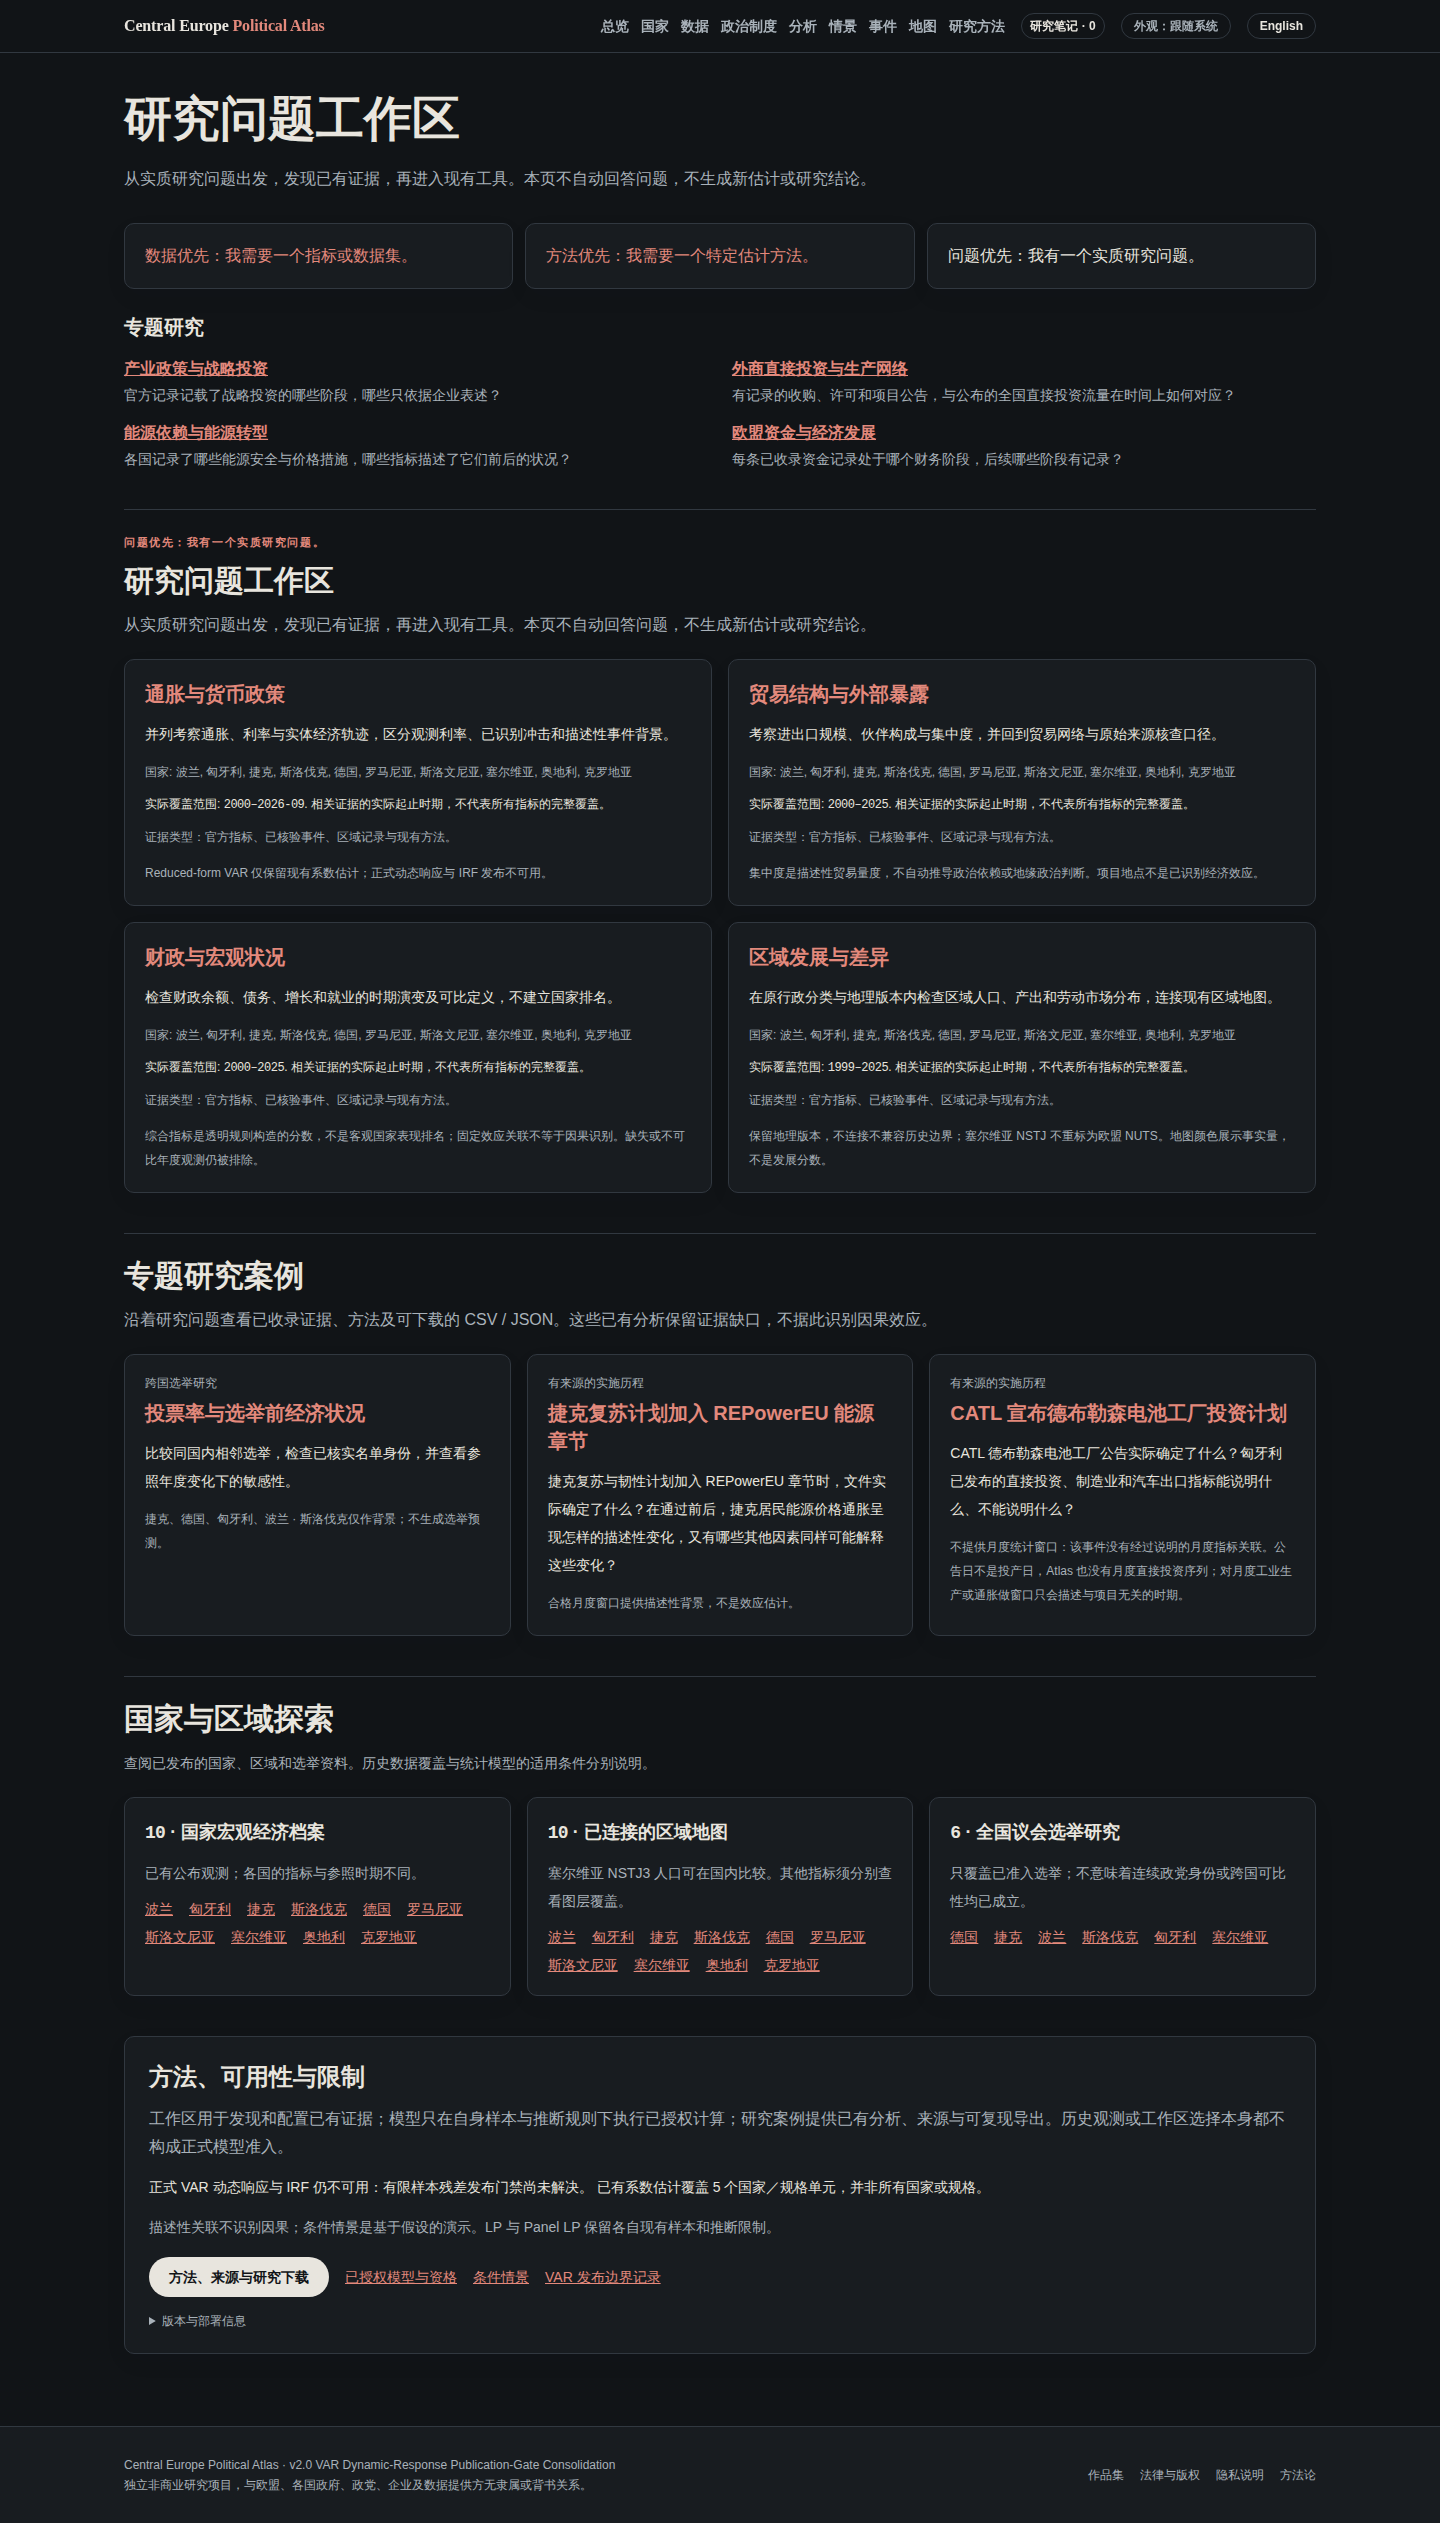 Central Europe Political Atlas
总览 国家 数据 政治制度 分析 情景 事件 地图 研究方法 研究笔记 · 0 外观：跟随系统 English
研究问题工作区
从实质研究问题出发，发现已有证据，再进入现有工具。本页不自动回答问题，不生成新估计或研究结论。
数据优先：我需要一个指标或数据集。
方法优先：我需要一个特定估计方法。
问题优先：我有一个实质研究问题。
专题研究
产业政策与战略投资
官方记录记载了战略投资的哪些阶段，哪些只依据企业表述？
外商直接投资与生产网络
有记录的收购、许可和项目公告，与公布的全国直接投资流量在时间上如何对应？
能源依赖与能源转型
各国记录了哪些能源安全与价格措施，哪些指标描述了它们前后的状况？
欧盟资金与经济发展
每条已收录资金记录处于哪个财务阶段，后续哪些阶段有记录？
问题优先：我有一个实质研究问题。
研究问题工作区
从实质研究问题出发，发现已有证据，再进入现有工具。本页不自动回答问题，不生成新估计或研究结论。
通胀与货币政策
并列考察通胀、利率与实体经济轨迹，区分观测利率、已识别冲击和描述性事件背景。
国家: 波兰, 匈牙利, 捷克, 斯洛伐克, 德国, 罗马尼亚, 斯洛文尼亚, 塞尔维亚, 奥地利, 克罗地亚
实际覆盖范围: 2000–2026-09. 相关证据的实际起止时期，不代表所有指标的完整覆盖。
证据类型：官方指标、已核验事件、区域记录与现有方法。
Reduced-form VAR 仅保留现有系数估计；正式动态响应与 IRF 发布不可用。
贸易结构与外部暴露
考察进出口规模、伙伴构成与集中度，并回到贸易网络与原始来源核查口径。
国家: 波兰, 匈牙利, 捷克, 斯洛伐克, 德国, 罗马尼亚, 斯洛文尼亚, 塞尔维亚, 奥地利, 克罗地亚
实际覆盖范围: 2000–2025. 相关证据的实际起止时期，不代表所有指标的完整覆盖。
证据类型：官方指标、已核验事件、区域记录与现有方法。
集中度是描述性贸易量度，不自动推导政治依赖或地缘政治判断。项目地点不是已识别经济效应。
财政与宏观状况
检查财政余额、债务、增长和就业的时期演变及可比定义，不建立国家排名。
国家: 波兰, 匈牙利, 捷克, 斯洛伐克, 德国, 罗马尼亚, 斯洛文尼亚, 塞尔维亚, 奥地利, 克罗地亚
实际覆盖范围: 2000–2025. 相关证据的实际起止时期，不代表所有指标的完整覆盖。
证据类型：官方指标、已核验事件、区域记录与现有方法。
综合指标是透明规则构造的分数，不是客观国家表现排名；固定效应关联不等于因果识别。缺失或不可
比年度观测仍被排除。
区域发展与差异
在原行政分类与地理版本内检查区域人口、产出和劳动市场分布，连接现有区域地图。
国家: 波兰, 匈牙利, 捷克, 斯洛伐克, 德国, 罗马尼亚, 斯洛文尼亚, 塞尔维亚, 奥地利, 克罗地亚
实际覆盖范围: 1999–2025. 相关证据的实际起止时期，不代表所有指标的完整覆盖。
证据类型：官方指标、已核验事件、区域记录与现有方法。
保留地理版本，不连接不兼容历史边界；塞尔维亚 NSTJ 不重标为欧盟 NUTS。地图颜色展示事实量，
不是发展分数。
专题研究案例
沿着研究问题查看已收录证据、方法及可下载的 CSV / JSON。这些已有分析保留证据缺口，不据此识别因果效应。
跨国选举研究
投票率与选举前经济状况
比较同国内相邻选举，检查已核实名单身份，并查看参
照年度变化下的敏感性。
捷克、德国、匈牙利、波兰 · 斯洛伐克仅作背景；不生成选举预
测。
有来源的实施历程
捷克复苏计划加入 REPowerEU 能源
章节
捷克复苏与韧性计划加入 REPowerEU 章节时，文件实
际确定了什么？在通过前后，捷克居民能源价格通胀呈
现怎样的描述性变化，又有哪些其他因素同样可能解释
这些变化？
合格月度窗口提供描述性背景，不是效应估计。
有来源的实施历程
CATL 宣布德布勒森电池工厂投资计划
CATL 德布勒森电池工厂公告实际确定了什么？匈牙利
已发布的直接投资、制造业和汽车出口指标能说明什
么、不能说明什么？
不提供月度统计窗口：该事件没有经过说明的月度指标关联。公
告日不是投产日，Atlas 也没有月度直接投资序列；对月度工业生
产或通胀做窗口只会描述与项目无关的时期。
国家与区域探索
查阅已发布的国家、区域和选举资料。历史数据覆盖与统计模型的适用条件分别说明。
10 · 国家宏观经济档案
已有公布观测；各国的指标与参照时期不同。
波兰 匈牙利 捷克 斯洛伐克 德国 罗马尼亚
斯洛文尼亚 塞尔维亚 奥地利 克罗地亚
10 · 已连接的区域地图
塞尔维亚 NSTJ3 人口可在国内比较。其他指标须分别查
看图层覆盖。
波兰 匈牙利 捷克 斯洛伐克 德国 罗马尼亚
斯洛文尼亚 塞尔维亚 奥地利 克罗地亚
6 · 全国议会选举研究
只覆盖已准入选举；不意味着连续政党身份或跨国可比
性均已成立。
德国 捷克 波兰 斯洛伐克 匈牙利 塞尔维亚
方法、可用性与限制
工作区用于发现和配置已有证据；模型只在自身样本与推断规则下执行已授权计算；研究案例提供已有分析、来源与可复现导出。历史观测或工作区选择本身都不
构成正式模型准入。
正式 VAR 动态响应与 IRF 仍不可用：有限样本残差发布门禁尚未解决。 已有系数估计覆盖 5 个国家／规格单元，并非所有国家或规格。
描述性关联不识别因果；条件情景是基于假设的演示。LP 与 Panel LP 保留各自现有样本和推断限制。
方法、来源与研究下载 已授权模型与资格 条件情景 VAR 发布边界记录
▶ 版本与部署信息
Central Europe Political Atlas · v2.0 VAR Dynamic-Response Publication-Gate Consolidation
独立非商业研究项目，与欧盟、各国政府、政党、企业及数据提供方无隶属或背书关系。
作品集 法律与版权 隐私说明 方法论